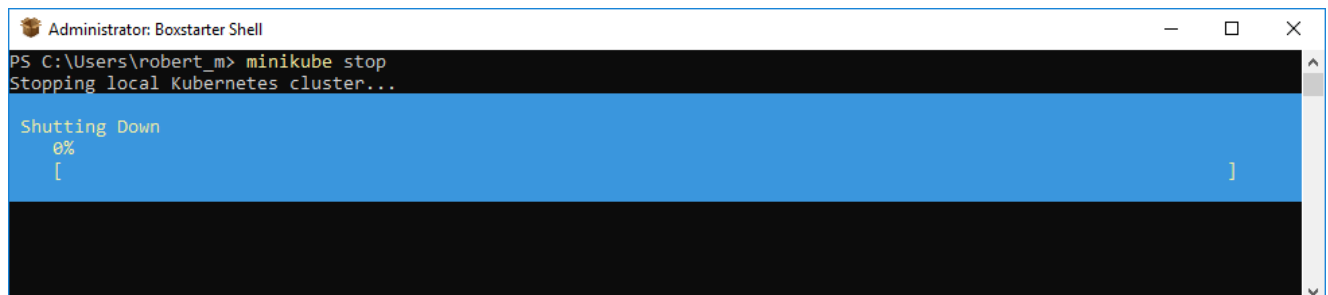 Administrator: Boxstarter Shell
PS C:\Users\robert_m> minikube stop
Stopping local Kubernetes cluster...
Shutting Down
0%
[ ]